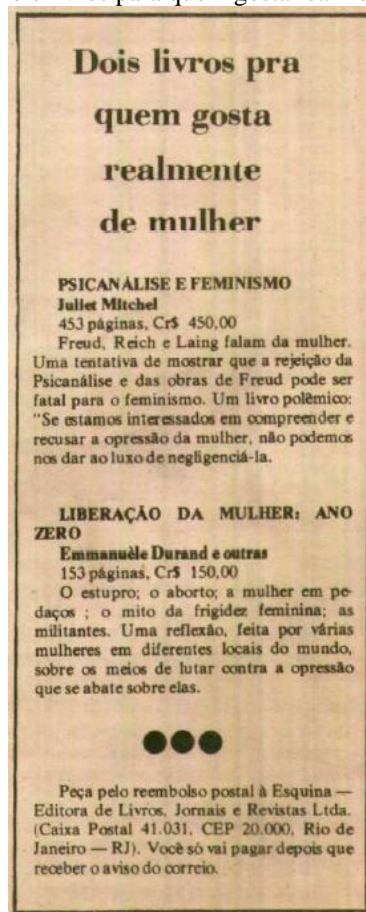 Dois livros pra
quem gosta
realmente
de mulher
PSICANÁLISE E FEMINISMO
Juliet Mitchel
453 páginas, Cr$ 450,00
Freud, Reich e Laing falam da mulher.
Uma tentativa de mostrar que a rejeição da
Psicanálise e das obras de Freud pode ser
fatal para o feminismo. Um livro polêmico:
"Se estamos interessados em compreender e
recusar a opressão da mulher, não podemos
nos dar ao luxo de negligenciá-la.
LIBERAÇÃO DA MULHER: ANO
ZERO
Emmanuèle Durand e outras
153 páginas, Cr$ 150,00
O estupro; o aborto; a mulher em pe-
daços ; o mito da frigidez feminina; as
militantes. Uma reflexão, feita por várias
mulheres em diferentes locais do mundo,
sobre os meios de lutar contra a opressão
que se abate sobre elas.
Peça pelo reembolso postal à Esquina —
Editora de Livros, Jornais e Revistas Ltda.
(Caixa Postal 41.031, CEP 20.000, Rio de
Janeiro — RJ). Você só vai pagar depois que
receber o aviso do correio.